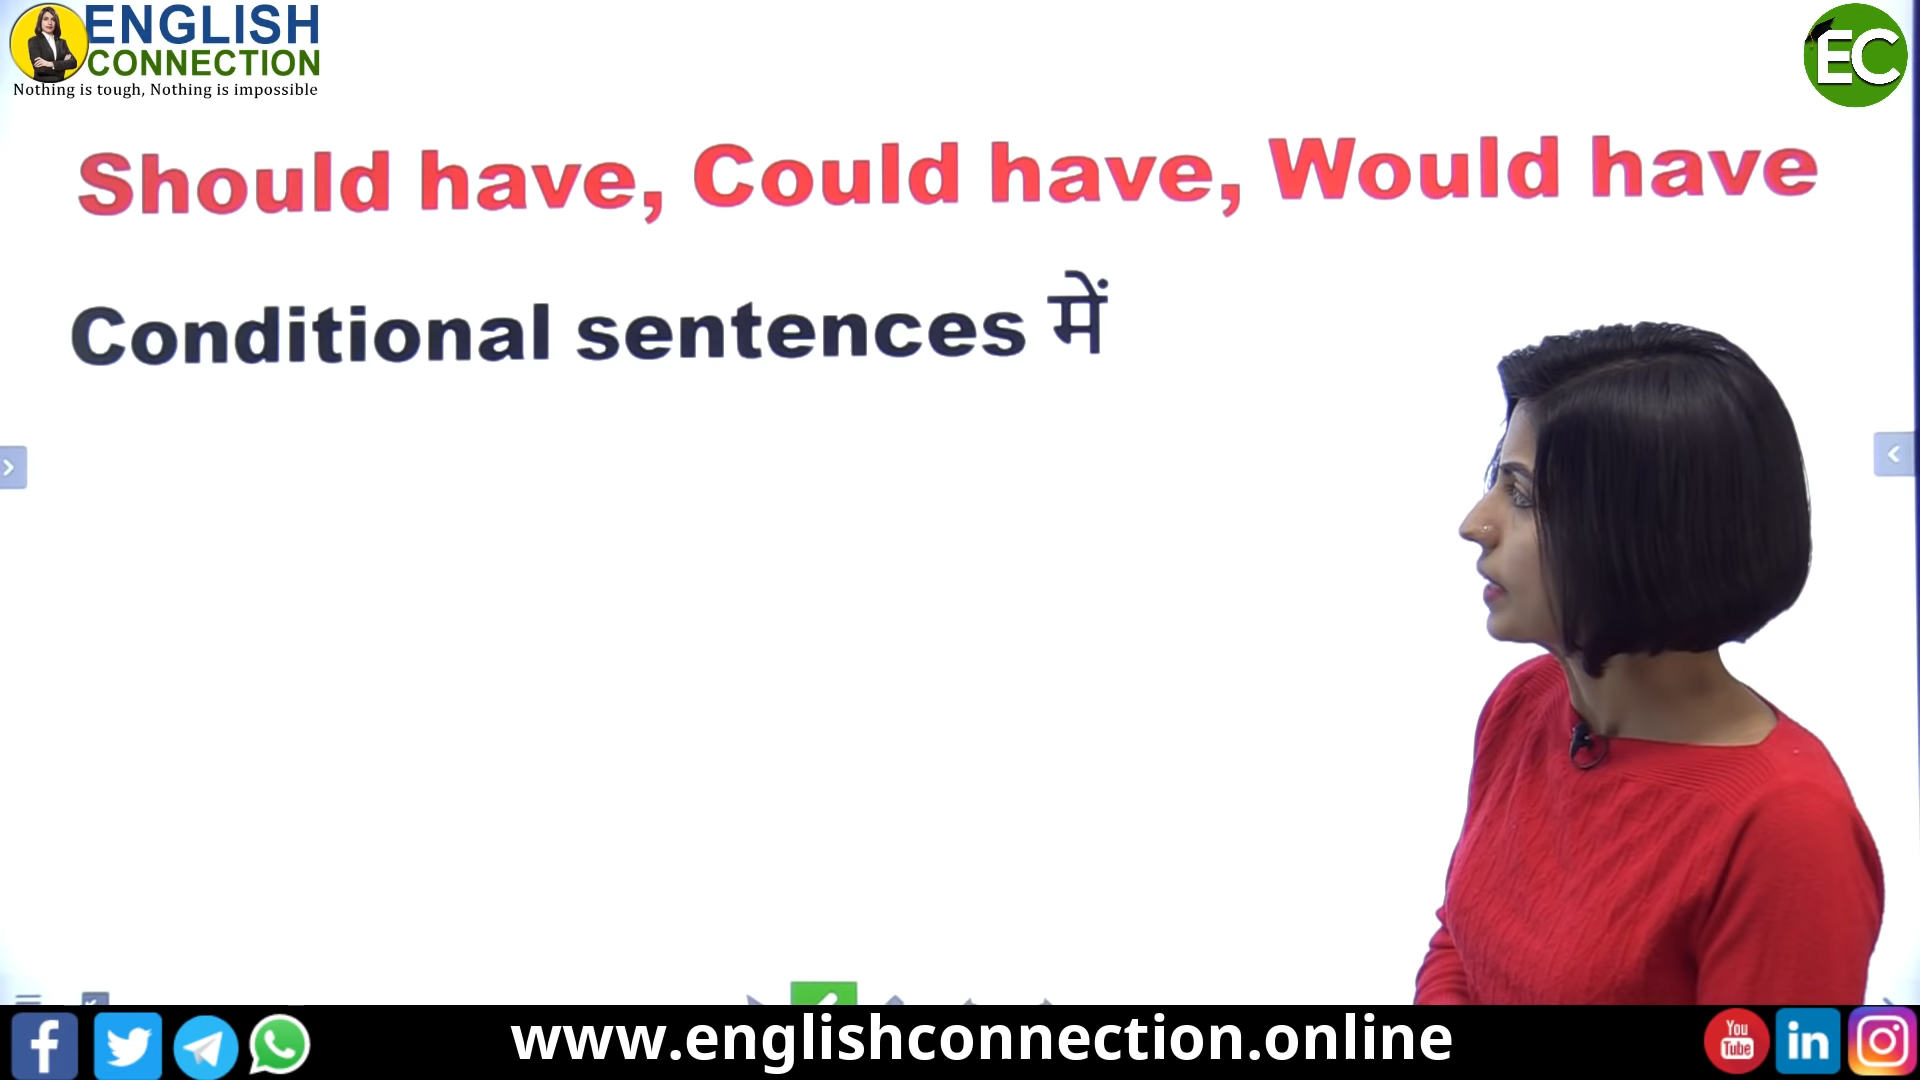 ENGLISH
CONNECTION
Nothing is tough, Nothing is impossible
EC
Should have, Could have, Would have
Conditional sentences में
www.englishconnection.online
You
Tube
in